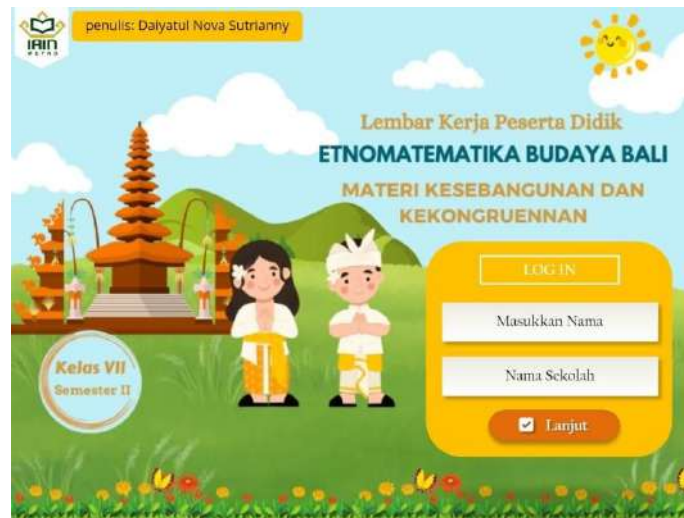 IAIN
METRO
penulis: Daiyatul Nova Sutrianny
Lembar Kerja Peserta Didik
ETNOMATEMATIKA BUDAYA BALI
MATERI KESEBANGUNAN DAN
KEKONGRUENNAN
LOG IN
Masukkan Nama
Nama Sekolah
Lanjut
Kelas VII
Semester II